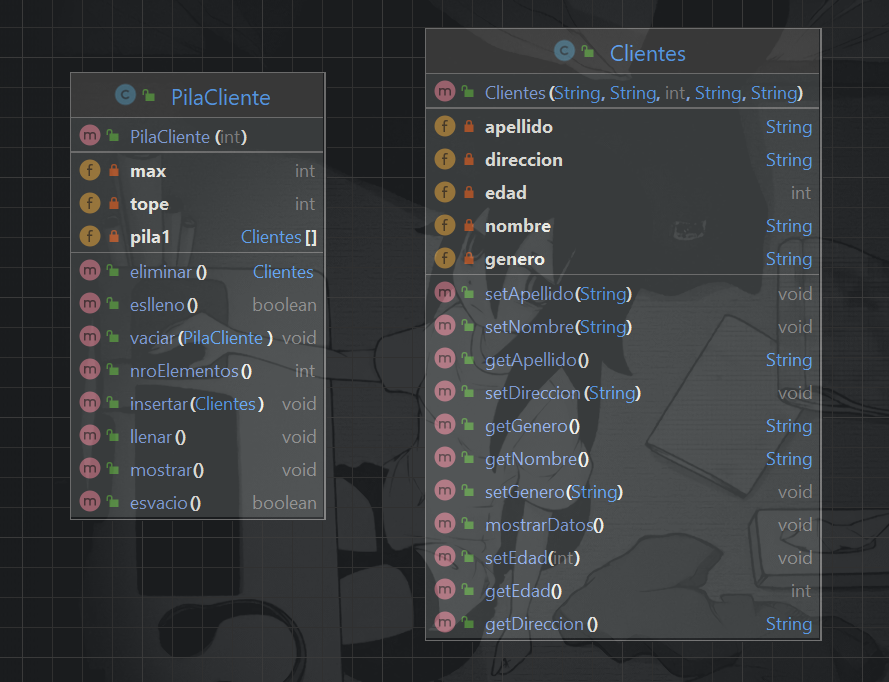 PilaCliente
PilaCliente (int)
max int
tope int
pila1 Clientes []
eliminar () Clientes
eslleno () boolean
vaciar (PilaCliente ) void
nroElementos () int
insertar (Clientes ) void
llenar () void
mostrar () void
esvacio () boolean
Clientes
Clientes (String, String, int, String, String)
apellido String
direccion String
edad int
nombre String
genero String
setApellido(String) void
setNombre(String) void
getApellido() String
setDireccion (String) void
getGenero() String
getNombre() String
setGenero(String) void
mostrarDatos() void
setEdad(int) void
getEdad() int
getDireccion () String